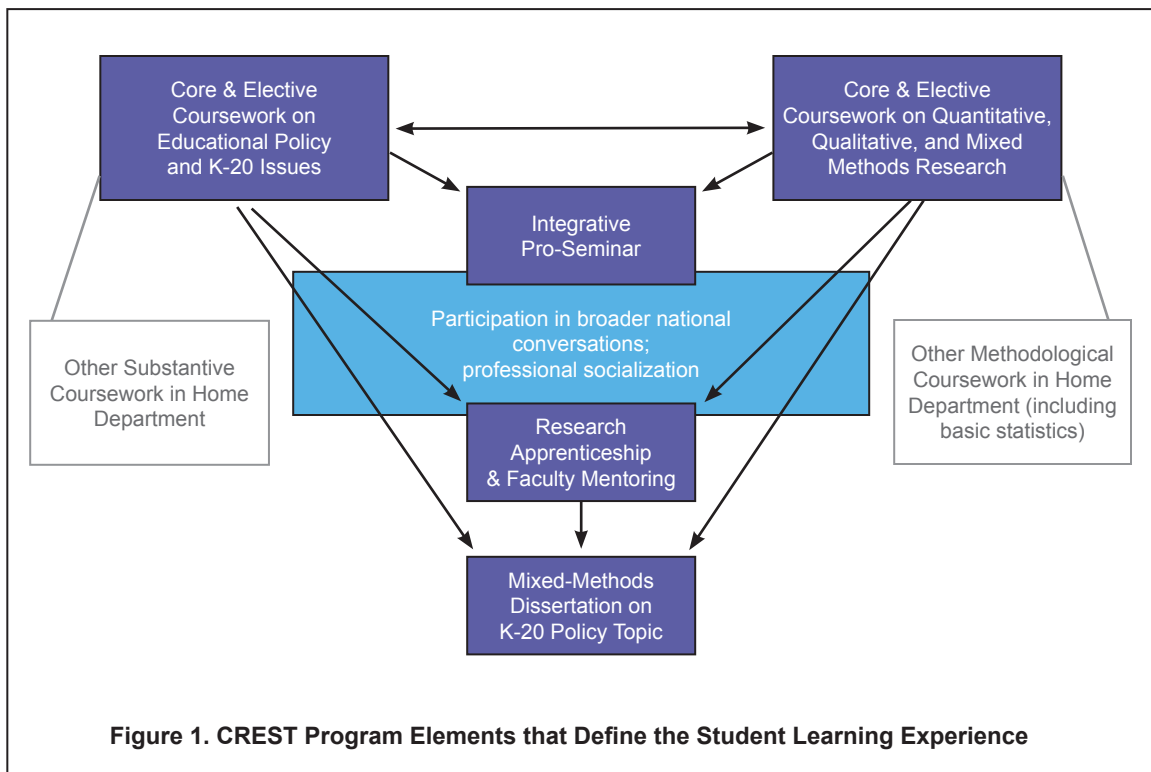 Core & Elective
Coursework on
Educational Policy
and K-20 Issues
Core & Elective
Coursework on Quantitative,
Qualitative, and Mixed
Methods Research
Integrative
Pro-Seminar
Participation in broader national
conversations;
professional socialization
Other Substantive
Coursework in Home
Department
Other Methodological
Coursework in Home
Department (including
basic statistics)
Research
Apprenticeship
& Faculty Mentoring
Mixed-Methods
Dissertation on
K-20 Policy Topic
Figure 1. CREST Program Elements that Define the Student Learning Experience